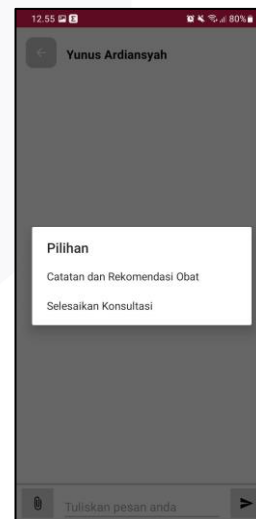 12.55
80%
Yunus Ardiansyah
Pilihan
Catatan dan Rekomendasi Obat
Selesaikan Konsultasi
Tuliskan pesan anda